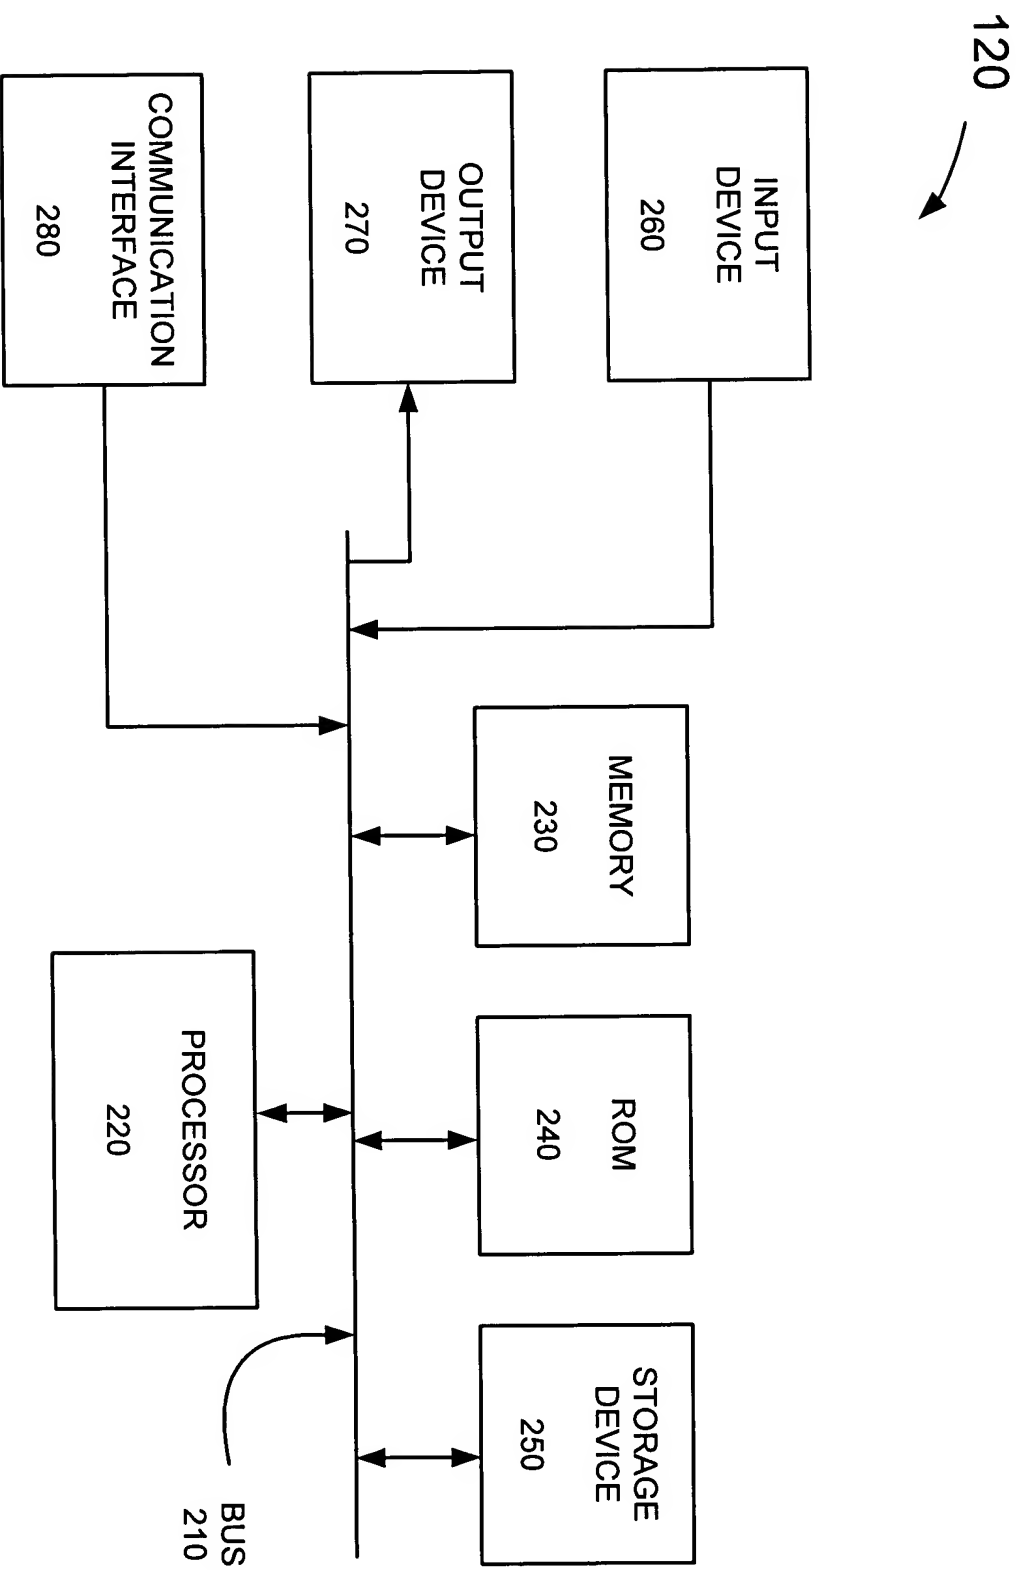 120
INPUT
DEVICE
260
OUTPUT
DEVICE
270
COMMUNICATION
INTERFACE
280
MEMORY
230
ROM
240
STORAGE
DEVICE
250
PROCESSOR
220
BUS
210